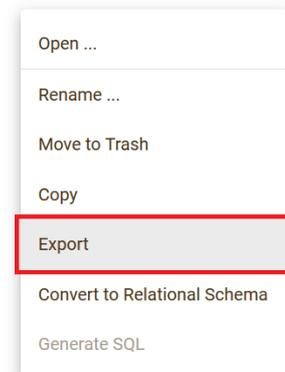 Open ...
Rename ...
Move to Trash
Copy
Export
Convert to Relational Schema
Generate SQL